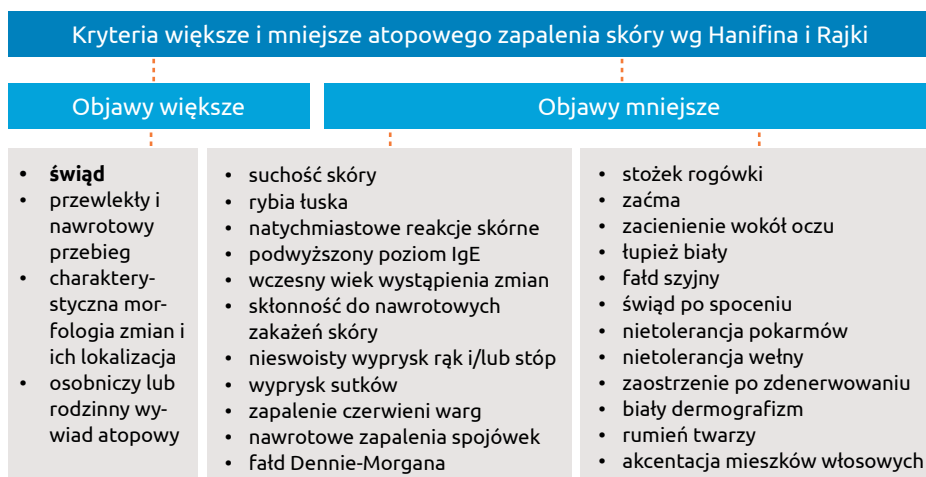 Kryteria większe i mniejsze atopowego zapalenia skóry wg Hanifina i Rajki
Objawy większe
Objawy mniejsze
• świąd
• przewlekły i
nawrotowy
przebieg
• charaktery-
styczna mor-
fologia zmian i
ich lokalizacja
• osobniczy lub
rodzinny wy-
wiad atopowy
• suchość skóry
• rybia łuska
• natychmiastowe reakcje skórne
• podwyższony poziom IgE
• wczesny wiek wystąpienia zmian
• skłonność do nawrotowych
zakażeń skóry
• nieswoisty wyprysk rąk i/lub stóp
• wyprysk sutków
• zapalenie czerwieni warg
• nawrotowe zapalenia spojówek
• fałd Dennie-Morgana
• stożek rogówki
• zaćma
• zacienienie wokół oczu
• łupież biały
• fałd szyjny
• świąd po spoceniu
• nietolerancja pokarmów
• nietolerancja wełny
• zaostrzenie po zdenerwowaniu
• biały dermografizm
• rumień twarzy
• akcentacja mieszków włosowych